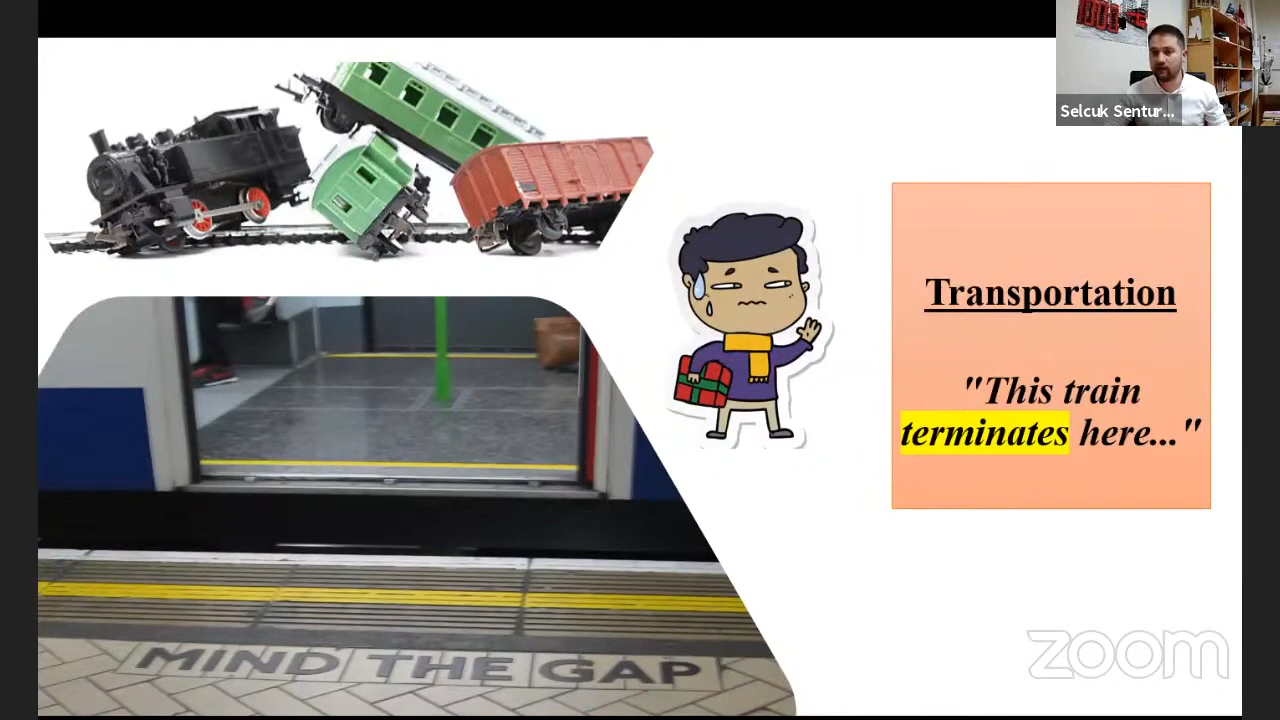 Selcuk Sentur...
Transportation
"This train
terminates here..."
MIND THE GAP
zoom